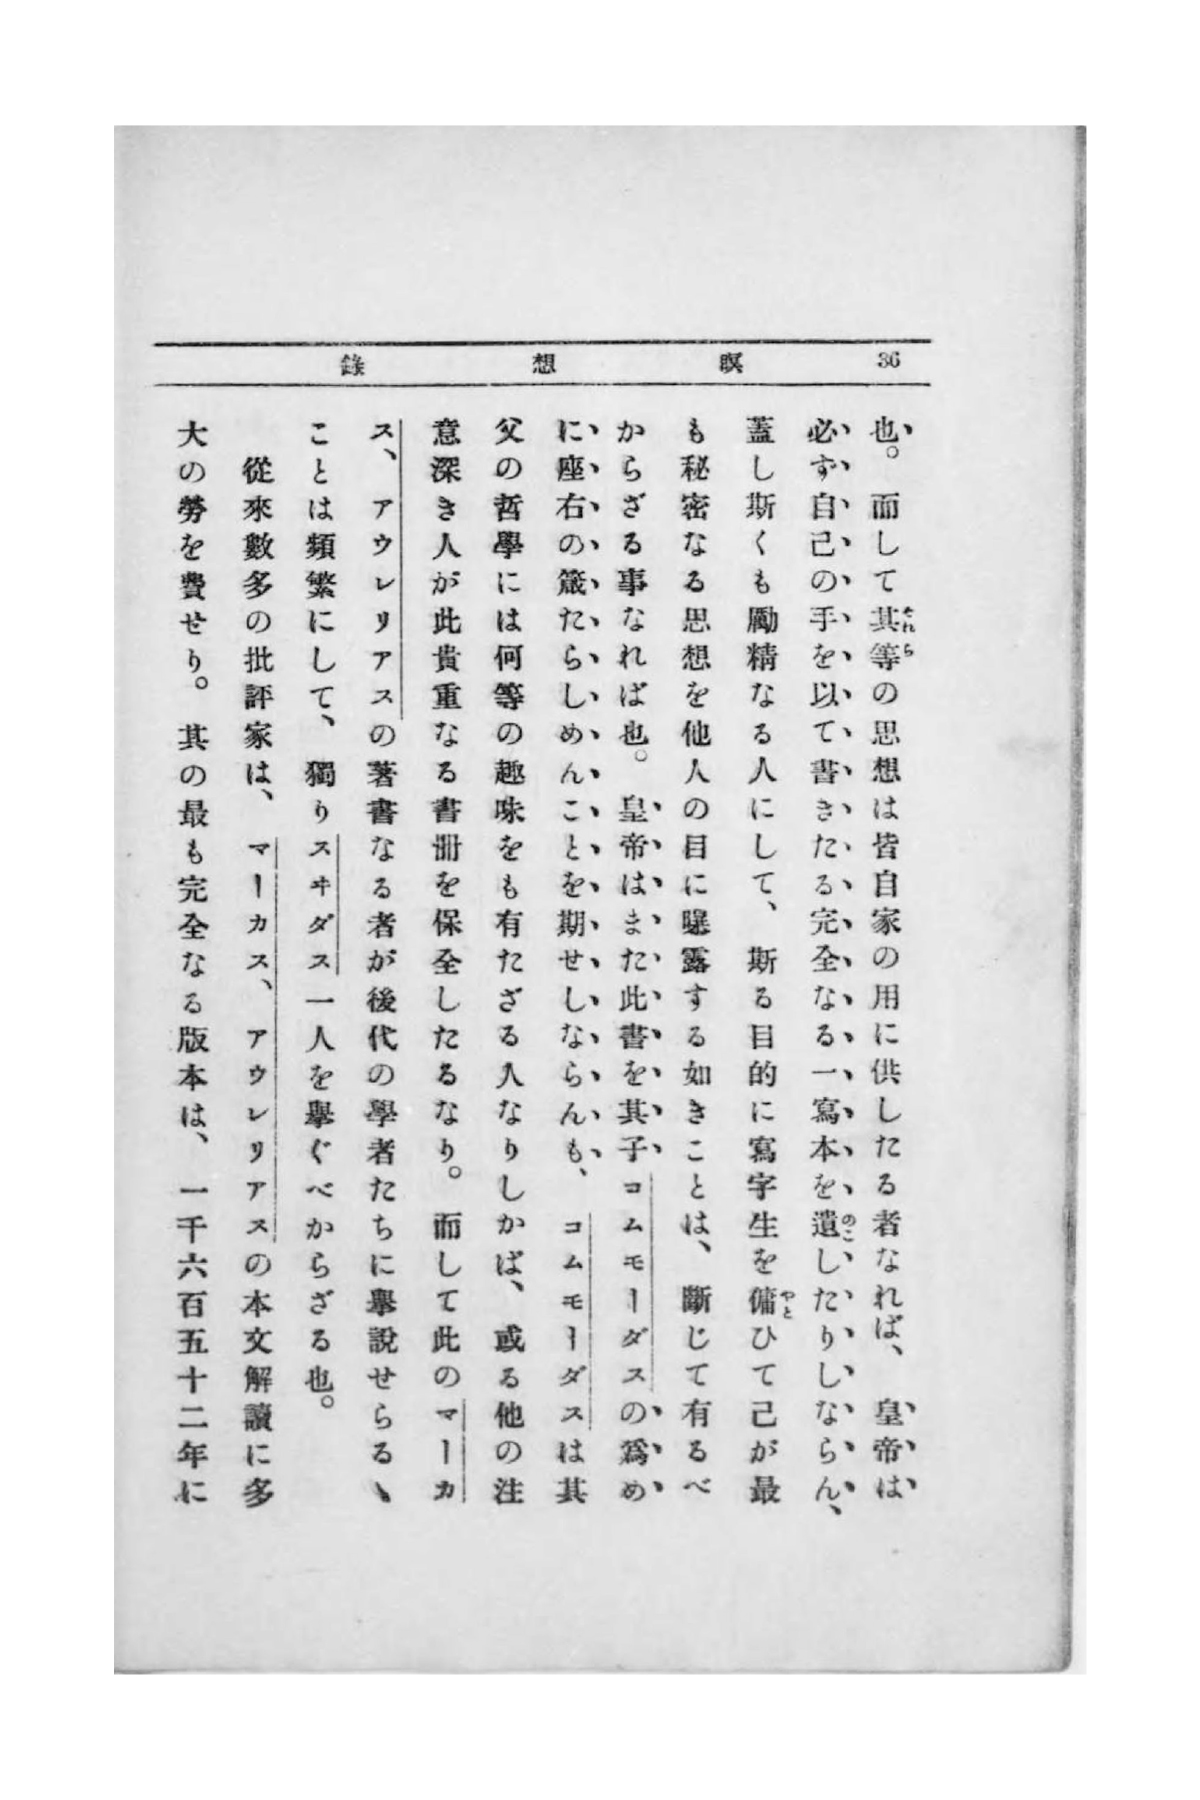 36 瞑想錄
也。而して其等の思想は皆自家の用に供したる者なれば、皇帝は
必ず自己の手を以て書きたる完全なる一寫本を遺したりしならん、
蓋し斯くも勵精なる人にして、斯る目的に寫字生を傭ひて己が最
も秘密なる思想を他人の目に曝露する如きことは、斷じて有るべ
からざる事なれば也。皇帝はまた此書を其子コムモーダスの爲め
に座右の箴たらしめんことを期せしならんも、コムモーダスは其
父の哲學には何等の趣味をも有たざる人なりしかば、或る他の注
意深き人が此貴重なる書册を保全したるなり。而して此のマーカ
ス、アウレリアスの著書なる者が後代の學者たちに擧說せらるゝ
ことは頻繁にして、獨りスヰダス一人を擧ぐべからざる也。
從來數多の批評家は、マーカス、アウレリアスの本文解讀に多
大の勞を費せり。其の最も完全なる版本は、一千六百五十二年に